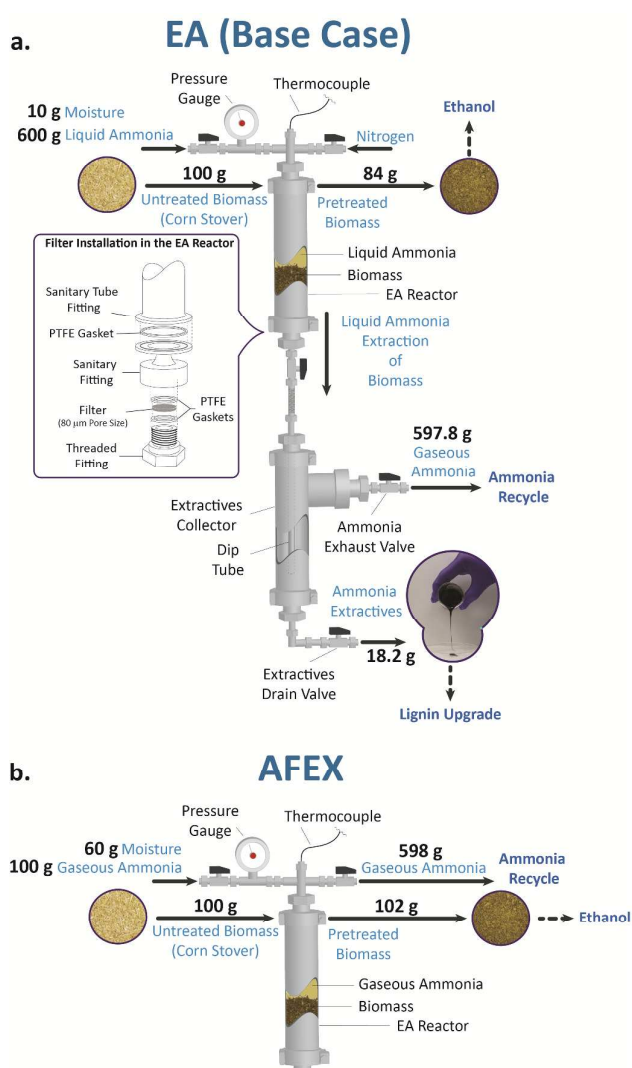 a.
EA (Base Case)
Pressure
Gauge
Thermocouple
10 g Moisture
600 g Liquid Ammonia
Nitrogen
Ethanol
100 g
Untreated Biomass
(Corn Stover)
84 g
Pretreated
Biomass
Filter Installation in the EA Reactor
Sanitary Tube
Fitting
PTFE Gasket
Sanitary
Fitting
Filter
(80 µm Pore Size)
PTFE
Gaskets
Threaded
Fitting
Liquid Ammonia
Biomass
EA Reactor
Liquid Ammonia
Extraction
of
Biomass
597.8 g
Gaseous
Ammonia
Ammonia
Recycle
Extractives
Collector
Dip
Tube
Ammonia
Exhaust Valve
Ammonia
Extractives
18.2 g
Extractives
Drain Valve
Lignin Upgrade
b.
AFEX
Pressure
Gauge
Thermocouple
60 g Moisture
100 g Gaseous Ammonia
598 g
Gaseous Ammonia
Ammonia
Recycle
100 g
Untreated Biomass
(Corn Stover)
102 g
Pretreated
Biomass
Ethanol
Gaseous Ammonia
Biomass
EA Reactor